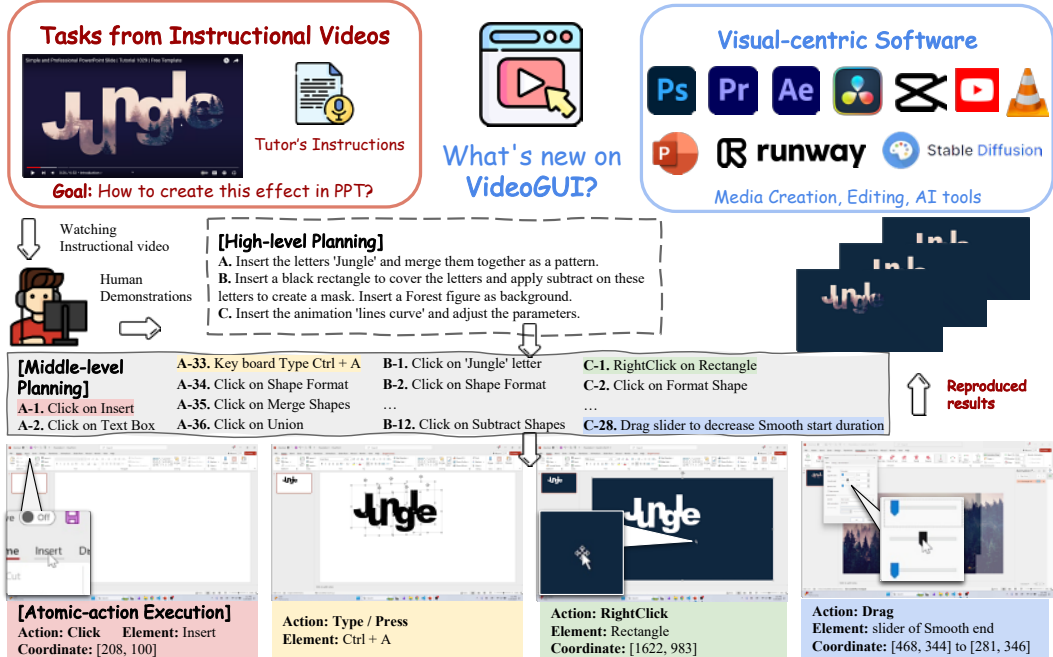 Tasks from Instructional Videos
Simple and Professional PowerPoint Slide | Tutorial 1029 | Free Template
Jungle
Tutor's Instructions
Goal: How to create this effect in PPT?
What's new on
VideoGUI?
Visual-centric Software
Ps
Pr
Ae
P
runway
Stable Diffusion
Media Creation, Editing, AI tools
Watching
Instructional video
Human
Demonstrations
[High-level Planning]
A. Insert the letters 'Jungle' and merge them together as a pattern.
B. Insert a black rectangle to cover the letters and apply subtract on these
letters to create a mask. Insert a Forest figure as background.
C. Insert the animation 'lines curve' and adjust the parameters.
Jungle
[Middle-level
Planning]
A-1. Click on Insert
A-2. Click on Text Box
A-33. Key board Type Ctrl + A
A-34. Click on Shape Format
A-35. Click on Merge Shapes
A-36. Click on Union
B-1. Click on 'Jungle' letter
B-2. Click on Shape Format
…
B-12. Click on Subtract Shapes
C-1. RightClick on Rectangle
C-2. Click on Format Shape
…
C-28. Drag slider to decrease Smooth start duration
Reproduced
results
Off
me Insert Dr
Cut
Jungle
Jungle
Jungle
Jungle
[Atomic-action Execution]
Action: Click Element: Insert
Coordinate: [208, 100]
Action: Type / Press
Element: Ctrl + A
Action: RightClick
Element: Rectangle
Coordinate: [1622, 983]
Action: Drag
Element: slider of Smooth end
Coordinate: [468, 344] to [281, 346]